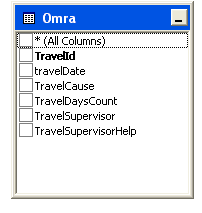 Omra
* (All Columns)
TravelId
travelDate
TravelCause
TravelDaysCount
TravelSupervisor
TravelSupervisorHelp